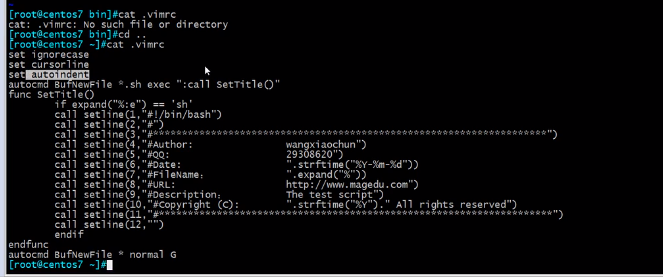 [root@centos7 bin]#cat .vimrc
cat: .vimrc: No such file or directory
[root@centos7 bin]#cd ..
[root@centos7 ~]#cat .vimrc
set ignorecase
set cursorline
set autoindent
autocmd BufNewFile *.sh exec ":call SetTitle()"
func SetTitle()
        if expand("%:e") == 'sh'
        call setline(1,"#!/bin/bash")
        call setline(2,"#")
        call setline(3,"#********************************************************************")
        call setline(4,"#Author:                wangxiaochun")
        call setline(5,"#QQ:                    29308620")
        call setline(6,"#Date:                  ".strftime("%Y-%m-%d"))
        call setline(7,"#FileName：             ".expand("%"))
        call setline(8,"#URL:                   http://www.magedu.com")
        call setline(9,"#Description：          The test script")
        call setline(10,"#Copyright (C):        ".strftime("%Y")." All rights reserved")
        call setline(11,"#********************************************************************")
        call setline(12,"")
        endif
endfunc
autocmd BufNewFile * normal G
[root@centos7 ~]#